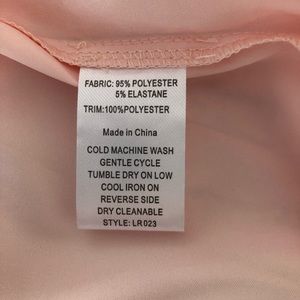 FABRIC: 95% POLYESTER
5% ELASTANE
TRIM:100%POLYESTER
Made in China
COLD MACHINE WASH
GENTLE CYCLE
TUMBLE DRY ON LOW
COOL IRON ON
REVERSE SIDE
DRY CLEANABLE
STYLE: LR023